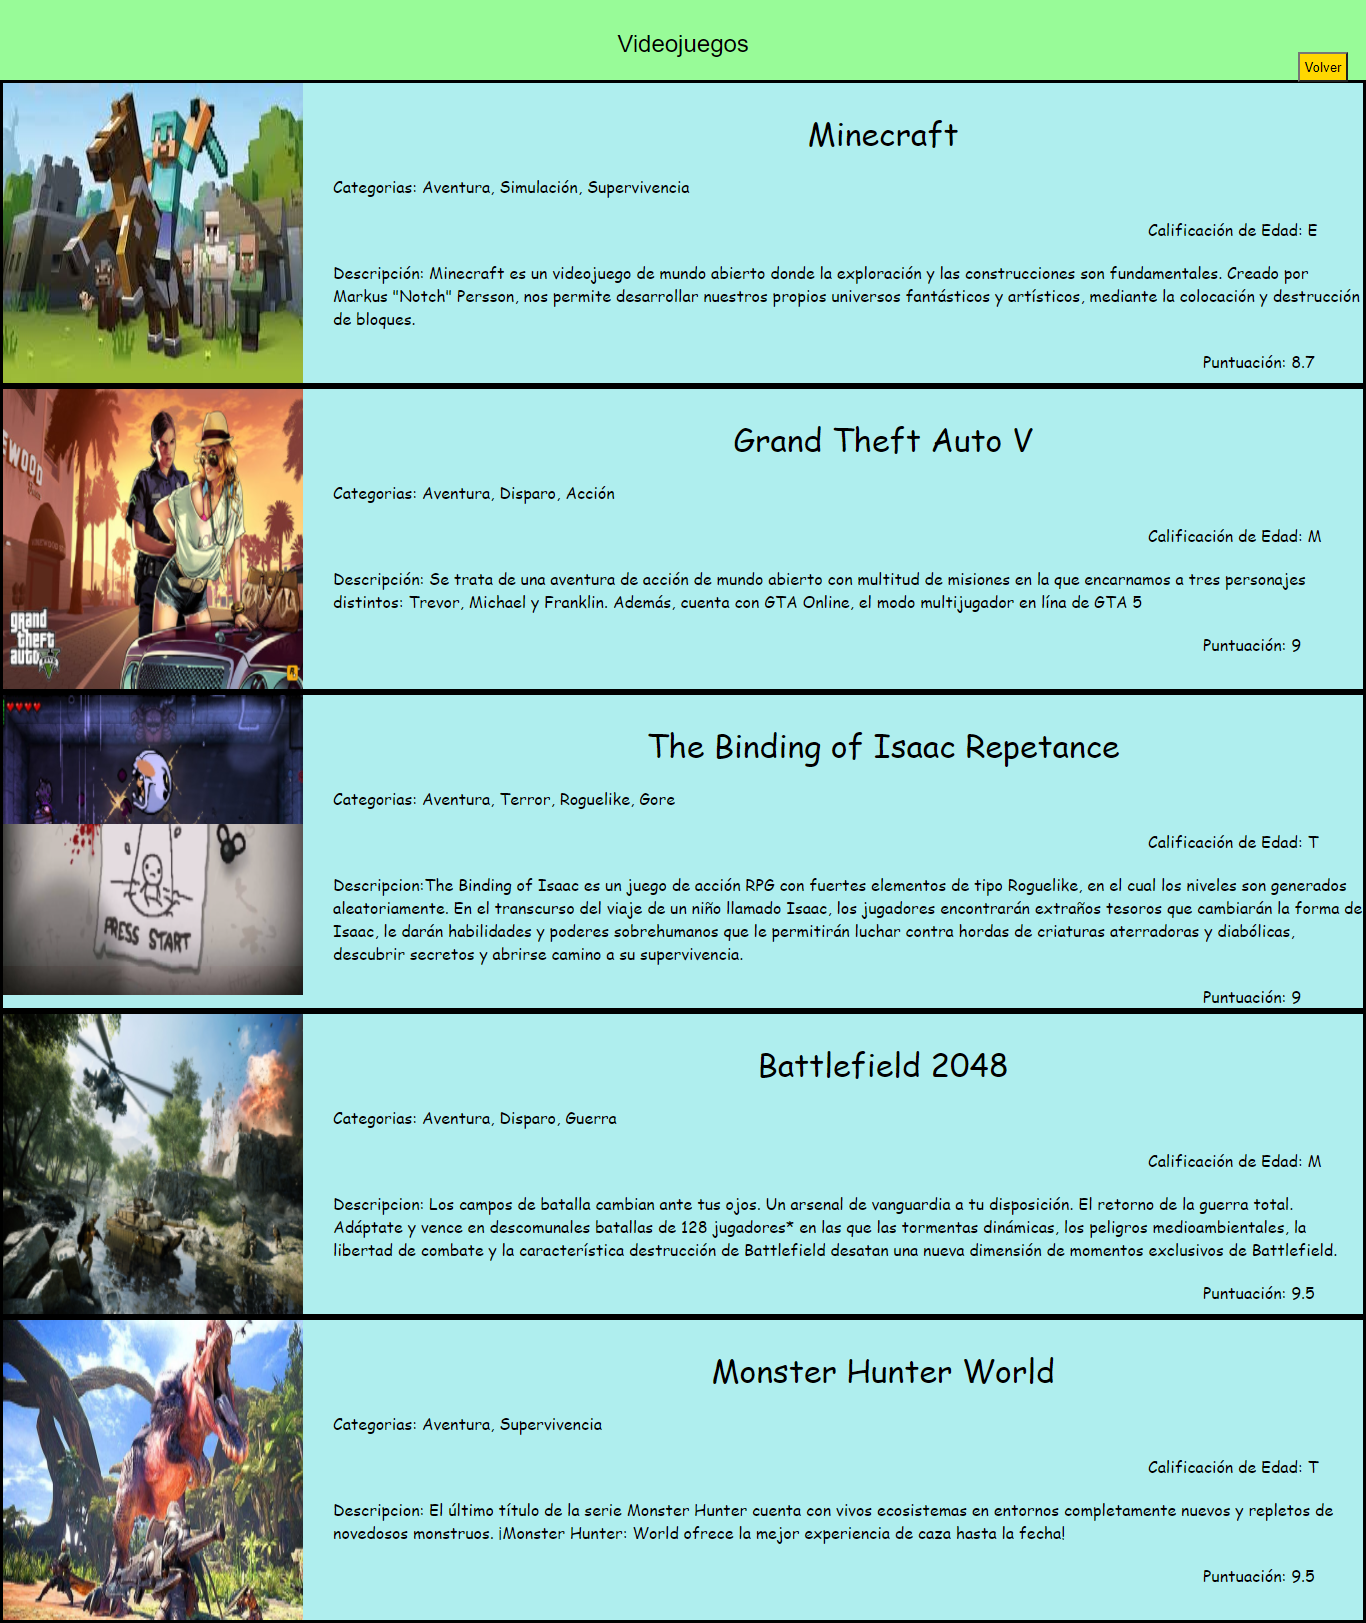 Videojuegos
Volver
Minecraft
Categorias: Aventura, Simulación, Supervivencia
Calificación de Edad: E
Descripción: Minecraft es un videojuego de mundo abierto donde la exploración y las construcciones son fundamentales. Creado por
Markus "Notch" Persson, nos permite desarrollar nuestros propios universos fantásticos y artísticos, mediante la colocación y destrucción
de bloques.
Puntuación: 8.7
EWOOD
grand
theft
auto
V
Grand Theft Auto V
Categorias: Aventura, Disparo, Acción
Calificación de Edad: M
Descripción: Se trata de una aventura de acción de mundo abierto con multitud de misiones en la que encarnamos a tres personajes
distintos: Trevor, Michael y Franklin. Además, cuenta con GTA Online, el modo multijugador en lína de GTA 5
Puntuación: 9
PRESS START
The Binding of Isaac Repetance
Categorias: Aventura, Terror, Roguelike, Gore
Calificación de Edad: T
Descripcion:The Binding of Isaac es un juego de acción RPG con fuertes elementos de tipo Roguelike, en el cual los niveles son generados
aleatoriamente. En el transcurso del viaje de un niño llamado Isaac, los jugadores encontrarán extraños tesoros que cambiarán la forma de
Isaac, le darán habilidades y poderes sobrehumanos que le permitirán luchar contra hordas de criaturas aterradoras y diabólicas,
descubrir secretos y abrirse camino a su supervivencia.
Puntuación: 9
Battlefield 2048
Categorias: Aventura, Disparo, Guerra
Calificación de Edad: M
Descripcion: Los campos de batalla cambian ante tus ojos. Un arsenal de vanguardia a tu disposición. El retorno de la guerra total.
Adáptate y vence en descomunales batallas de 128 jugadores* en las que las tormentas dinámicas, los peligros medioambientales, la
libertad de combate y la característica destrucción de Battlefield desatan una nueva dimensión de momentos exclusivos de Battlefield.
Puntuación: 9.5
Monster Hunter World
Categorias: Aventura, Supervivencia
Calificación de Edad: T
Descripcion: El último título de la serie Monster Hunter cuenta con vivos ecosistemas en entornos completamente nuevos y repletos de
novedosos monstruos. ¡Monster Hunter: World ofrece la mejor experiencia de caza hasta la fecha!
Puntuación: 9.5